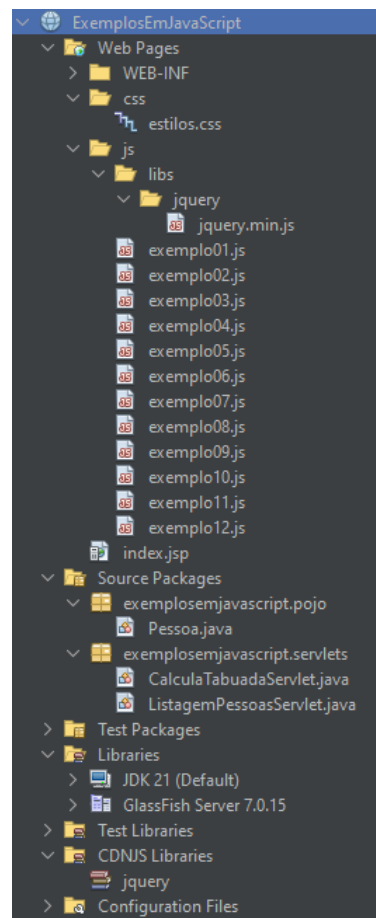 ExemplosEmJavaScript
Web Pages
WEB-INF
css
estilos.css
js
libs
jquery
jquery.min.js
exemplo01.js
exemplo02.js
exemplo03.js
exemplo04.js
exemplo05.js
exemplo06.js
exemplo07.js
exemplo08.js
exemplo09.js
exemplo10.js
exemplo11.js
exemplo12.js
index.jsp
Source Packages
exemplosemjavascript.pojo
Pessoa.java
exemplosemjavascript.servlets
CalculaTabuadaServlet.java
ListagemPessoasServlet.java
Test Packages
Libraries
JDK 21 (Default)
GlassFish Server 7.0.15
Test Libraries
CDNJS Libraries
jquery
Configuration Files